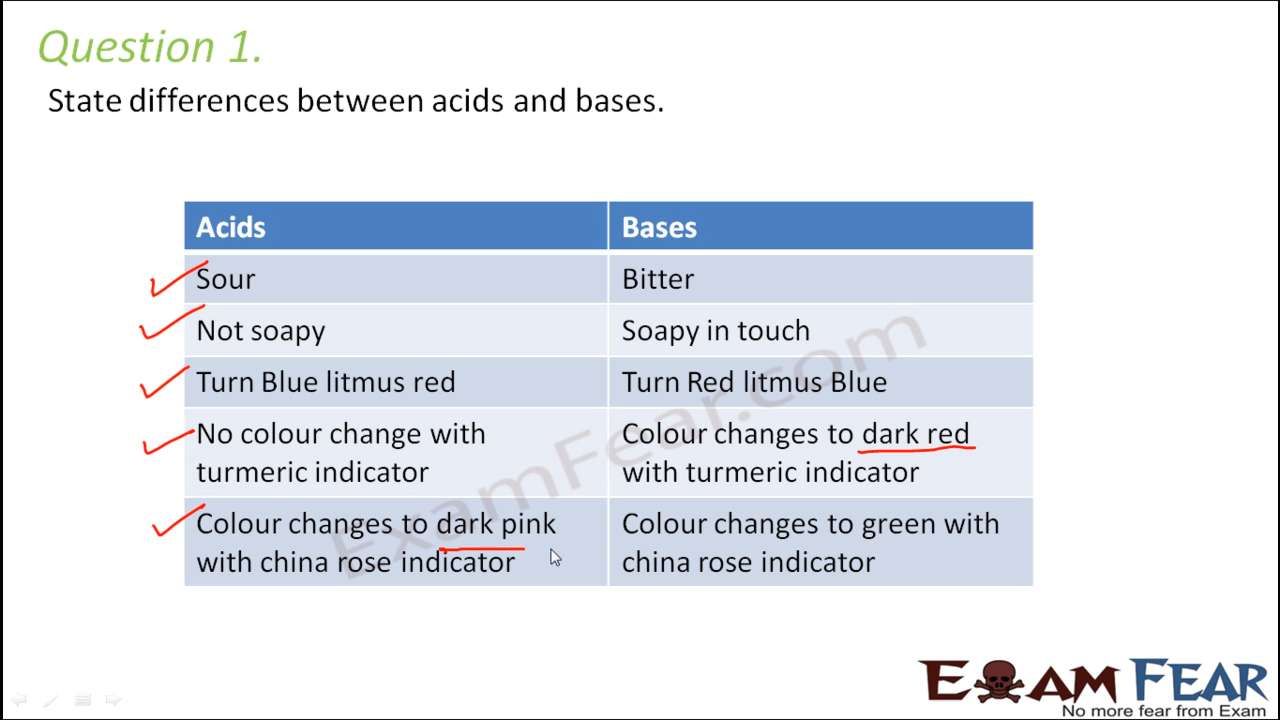 Question 1.
State differences between acids and bases.
Acids Bases
Sour Bitter
Not soapy Soapy in touch
Turn Blue litmus red Turn Red litmus Blue
No colour change with Colour changes to dark red
turmeric indicator with turmeric indicator
Colour changes to dark pink Colour changes to green with
with china rose indicator china rose indicator
ExamFear.com
EXAM FEAR
No more fear from Exam